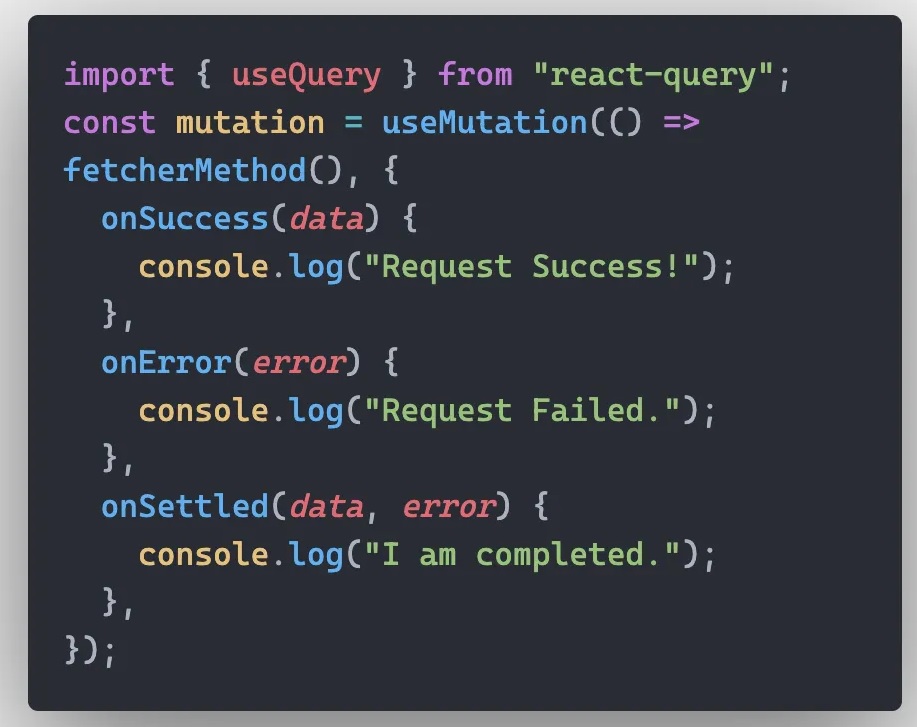 import { useQuery } from "react-query";
const mutation = useMutation(() =>
fetcherMethod(), {
  onSuccess(data) {
    console.log("Request Success!");
  },
  onError(error) {
    console.log("Request Failed.");
  },
  onSettled(data, error) {
    console.log("I am completed.");
  },
});